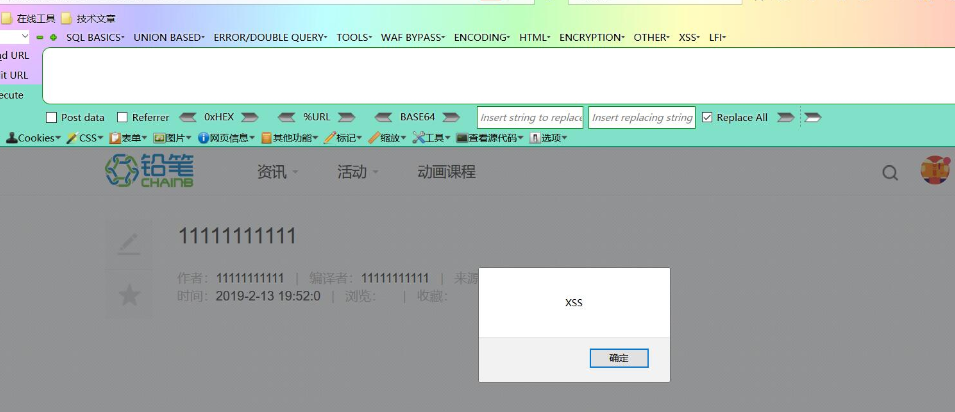 在线工具 技术文章
SQL BASICS UNION BASED ERROR/DOUBLE QUERY TOOLS WAF BYPASS ENCODING HTML ENCRYPTION OTHER XSS LFI
d URL
it URL
ecute
Post data Referrer 0xHEX %URL BASE64 Insert string to replace Insert replacing string Replace All
Cookies CSS 表单 图片 网页信息 其他功能 标记 缩放 工具 查看源代码 选项
铅笔 资讯 活动 动画课程
CHAINB
11111111111
作者: 11111111111 | 编译者: 11111111111 | 来源
时间: 2019-2-13 19:52:0 | 浏览: | 收藏:
XSS
确定